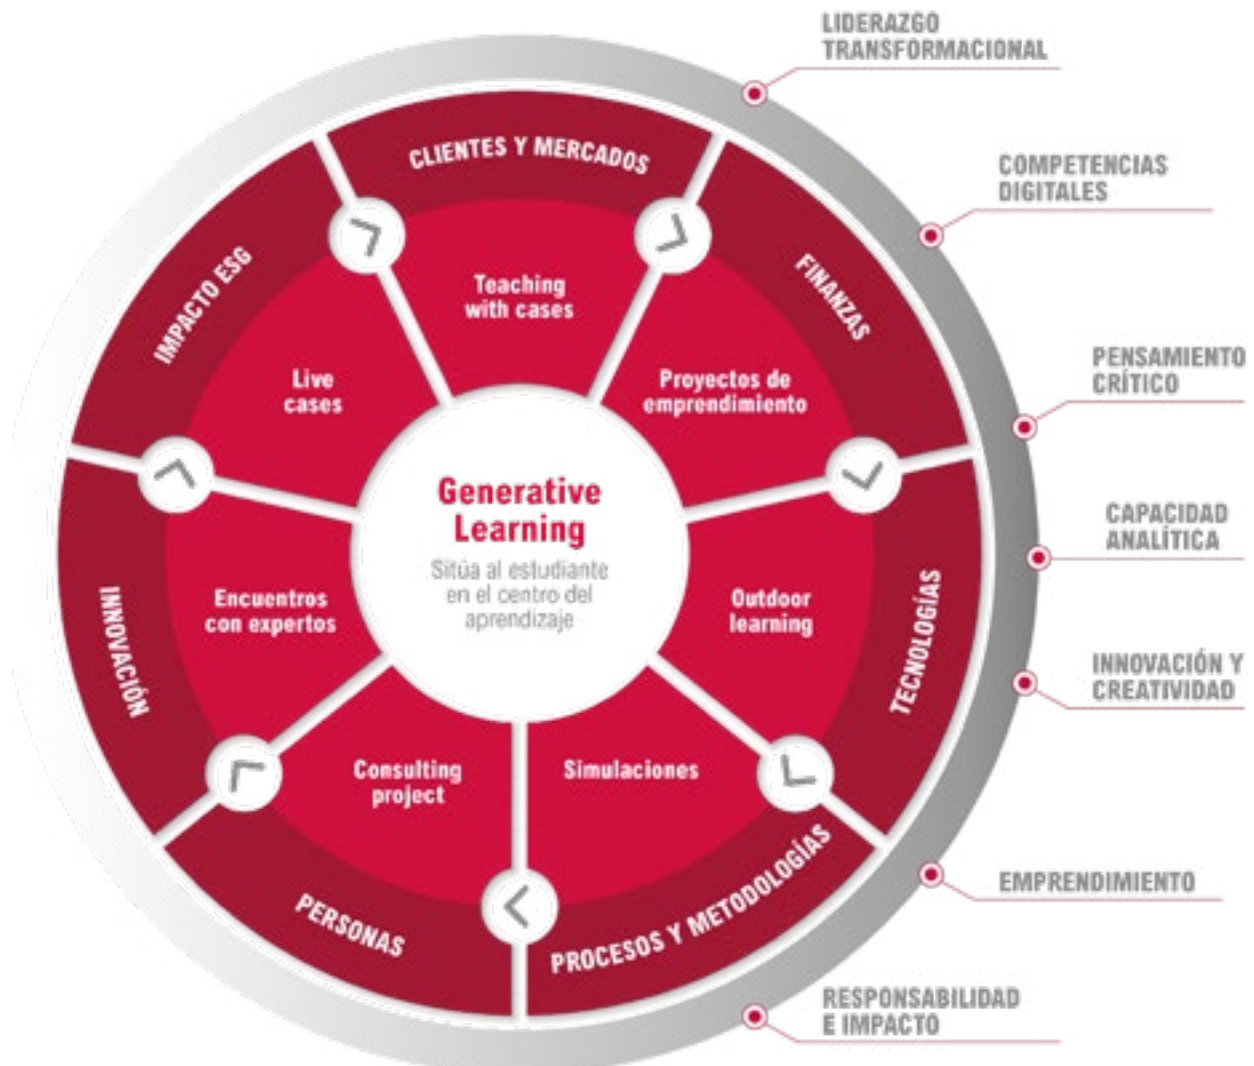 LIDERAZGO
TRANSFORMACIONAL
COMPETENCIAS
DIGITALES
PENSAMIENTO
CRÍTICO
CAPACIDAD
ANALÍTICA
INNOVACIÓN Y
CREATIVIDAD
EMPRENDIMIENTO
RESPONSABILIDAD
E IMPACTO
CLIENTES Y MERCADOS
FINANZAS
TECNOLOGÍAS
PROCESOS Y METODOLOGÍAS
PERSONAS
INNOVACIÓN
IMPACTO ESG
Teaching
with cases
Proyectos de
emprendimiento
Outdoor
learning
Simulaciones
Consulting
project
Encuentros
con expertos
Live
cases
Generative
Learning
Sitúa al estudiante
en el centro del
aprendizaje